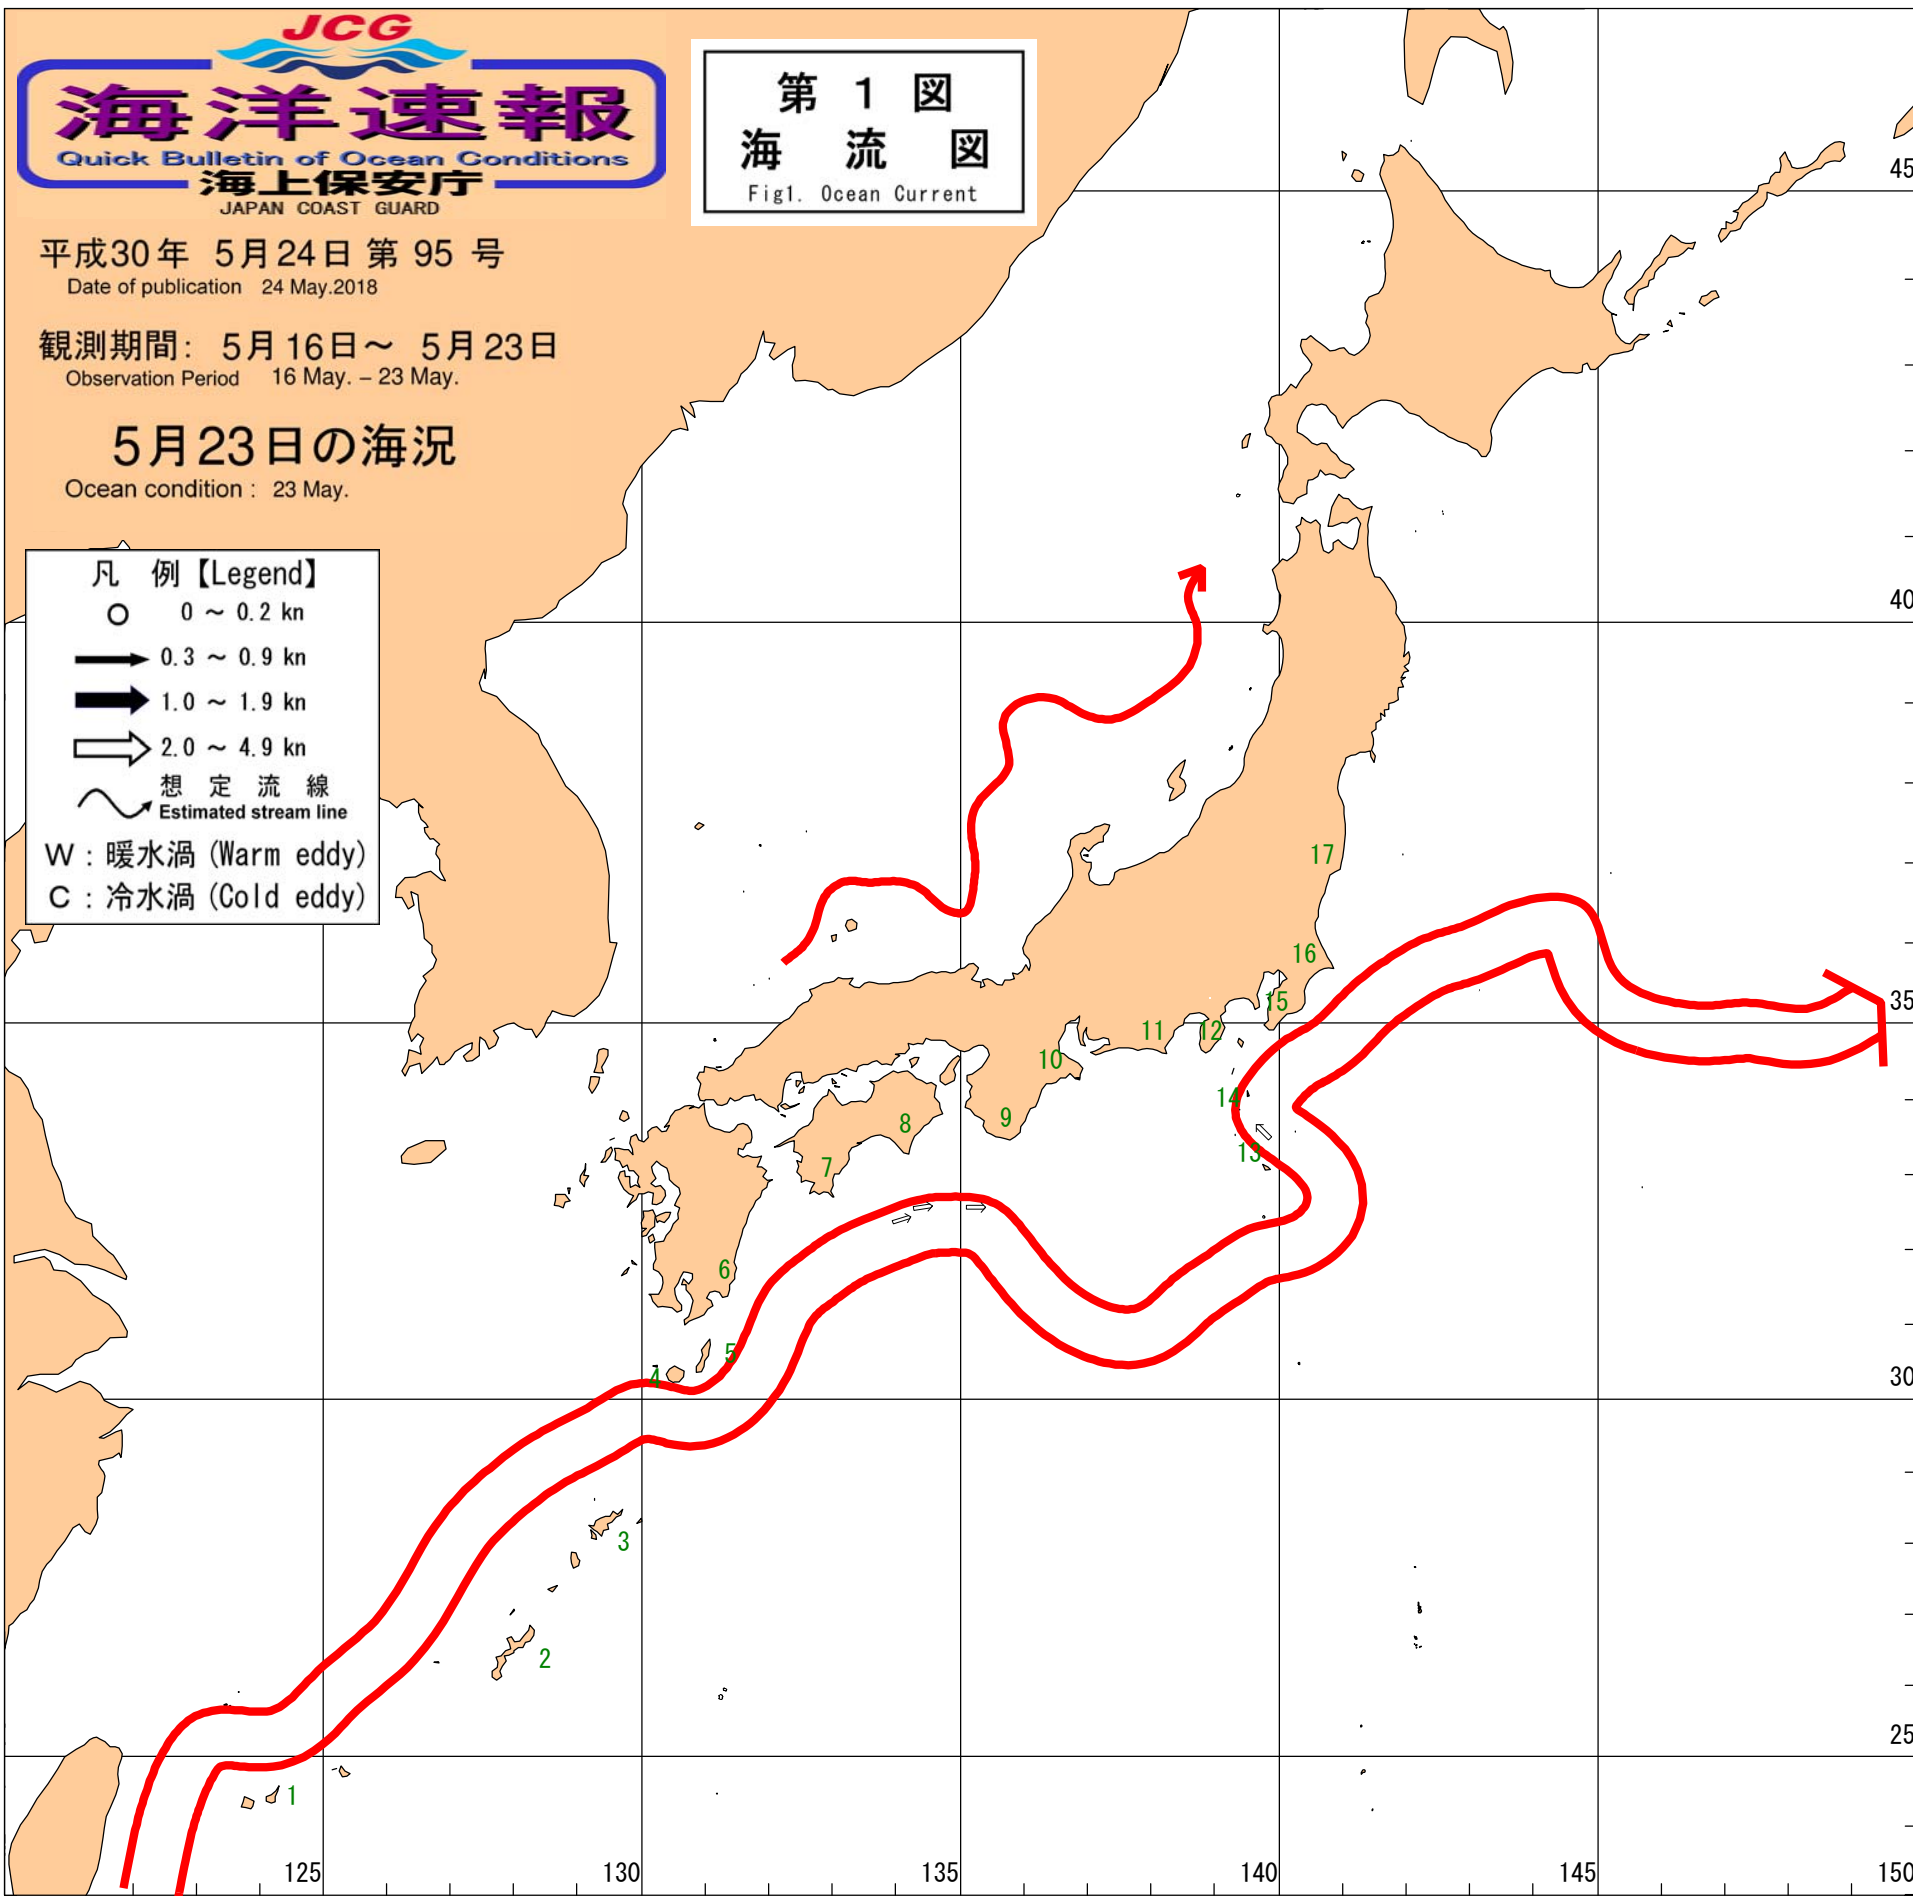 JCG
海洋速報
Quick Bulletin of Ocean Conditions
海上保安庁
JAPAN COAST GUARD
第 1 図
海 流 図
Fig1. Ocean Current
平成30年 5月24日 第 95 号
Date of publication 24 May.2018
観測期間: 5月16日～ 5月23日
Observation Period 16 May. – 23 May.
5月23日の海況
Ocean condition : 23 May.
凡 例【Legend】
0 ～ 0.2 kn
0.3 ～ 0.9 kn
1.0 ～ 1.9 kn
2.0 ～ 4.9 kn
想 定 流 線
Estimated stream line
W : 暖水渦 (Warm eddy)
C : 冷水渦 (Cold eddy)
45
40
35
30
25
17
16
15
12
11
10
14
9
8
13
7
6
5
4
3
2
1
125
130
135
140
145
150